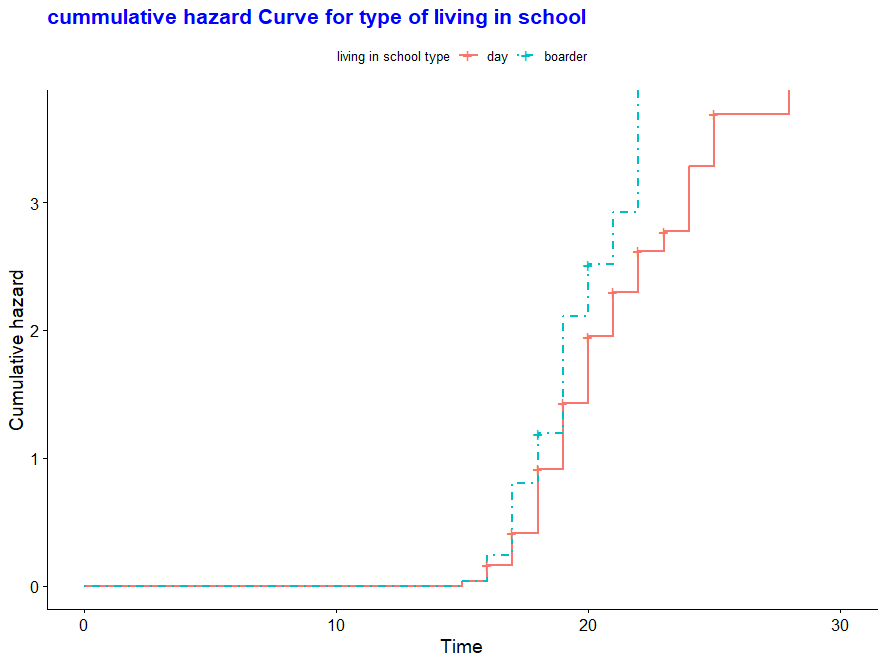 cummulative hazard Curve for type of living in school
living in school type day boarder
3
2
1
0
Cumulative hazard
0 10 20 30
Time